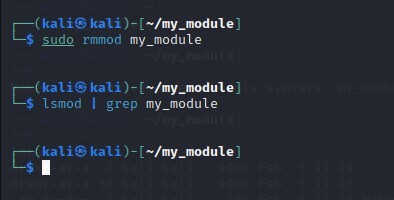 ┌──(kali㉿kali)-[~/my_module]
└─$ sudo rmmod my_module
┌──(kali㉿kali)-[~/my_module]
└─$ lsmod | grep my_module
┌──(kali㉿kali)-[~/my_module]
└─$